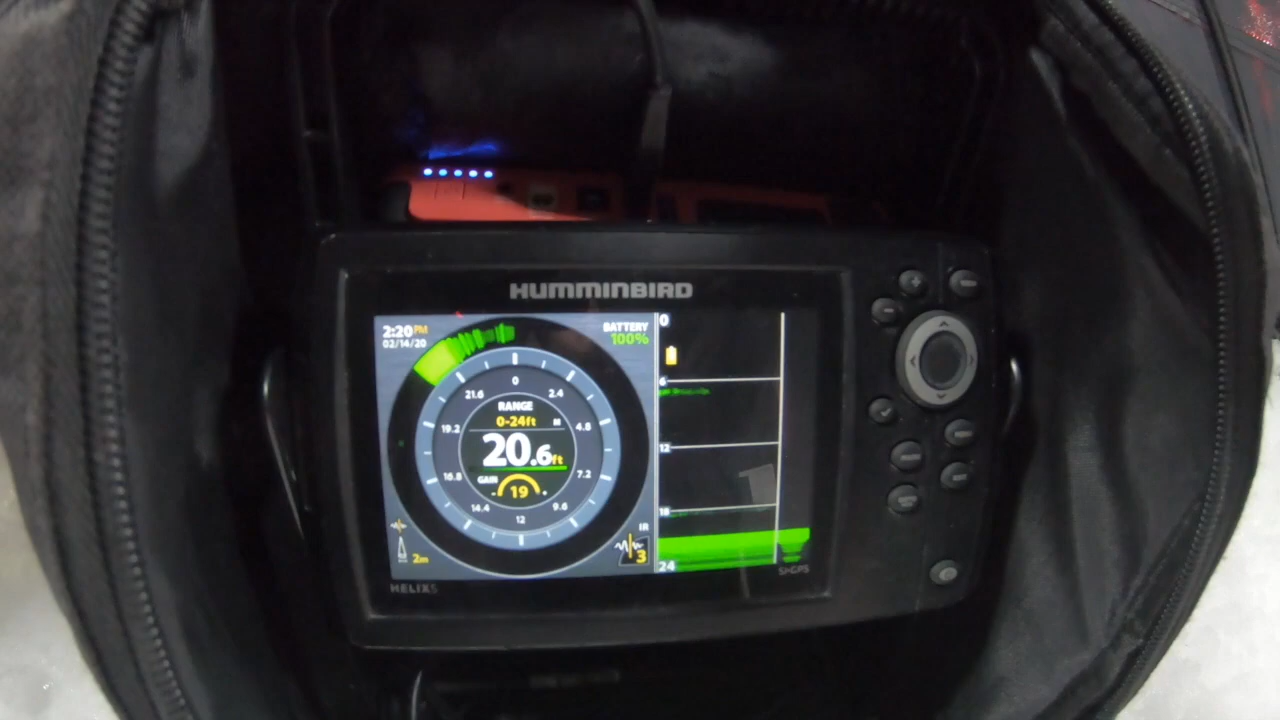 HUMMINBIRD
2:20PM
02/14/20
BATTERY
100%
0
2.4
4.8
7.2
9.6
12
14.4
16.8
19.2
21.6
RANGE
0-24ft
M
20.6ft
GAIN
- 19 +
2m
IR
3
0
6
12
18
24
HELIX5
SI+GPS